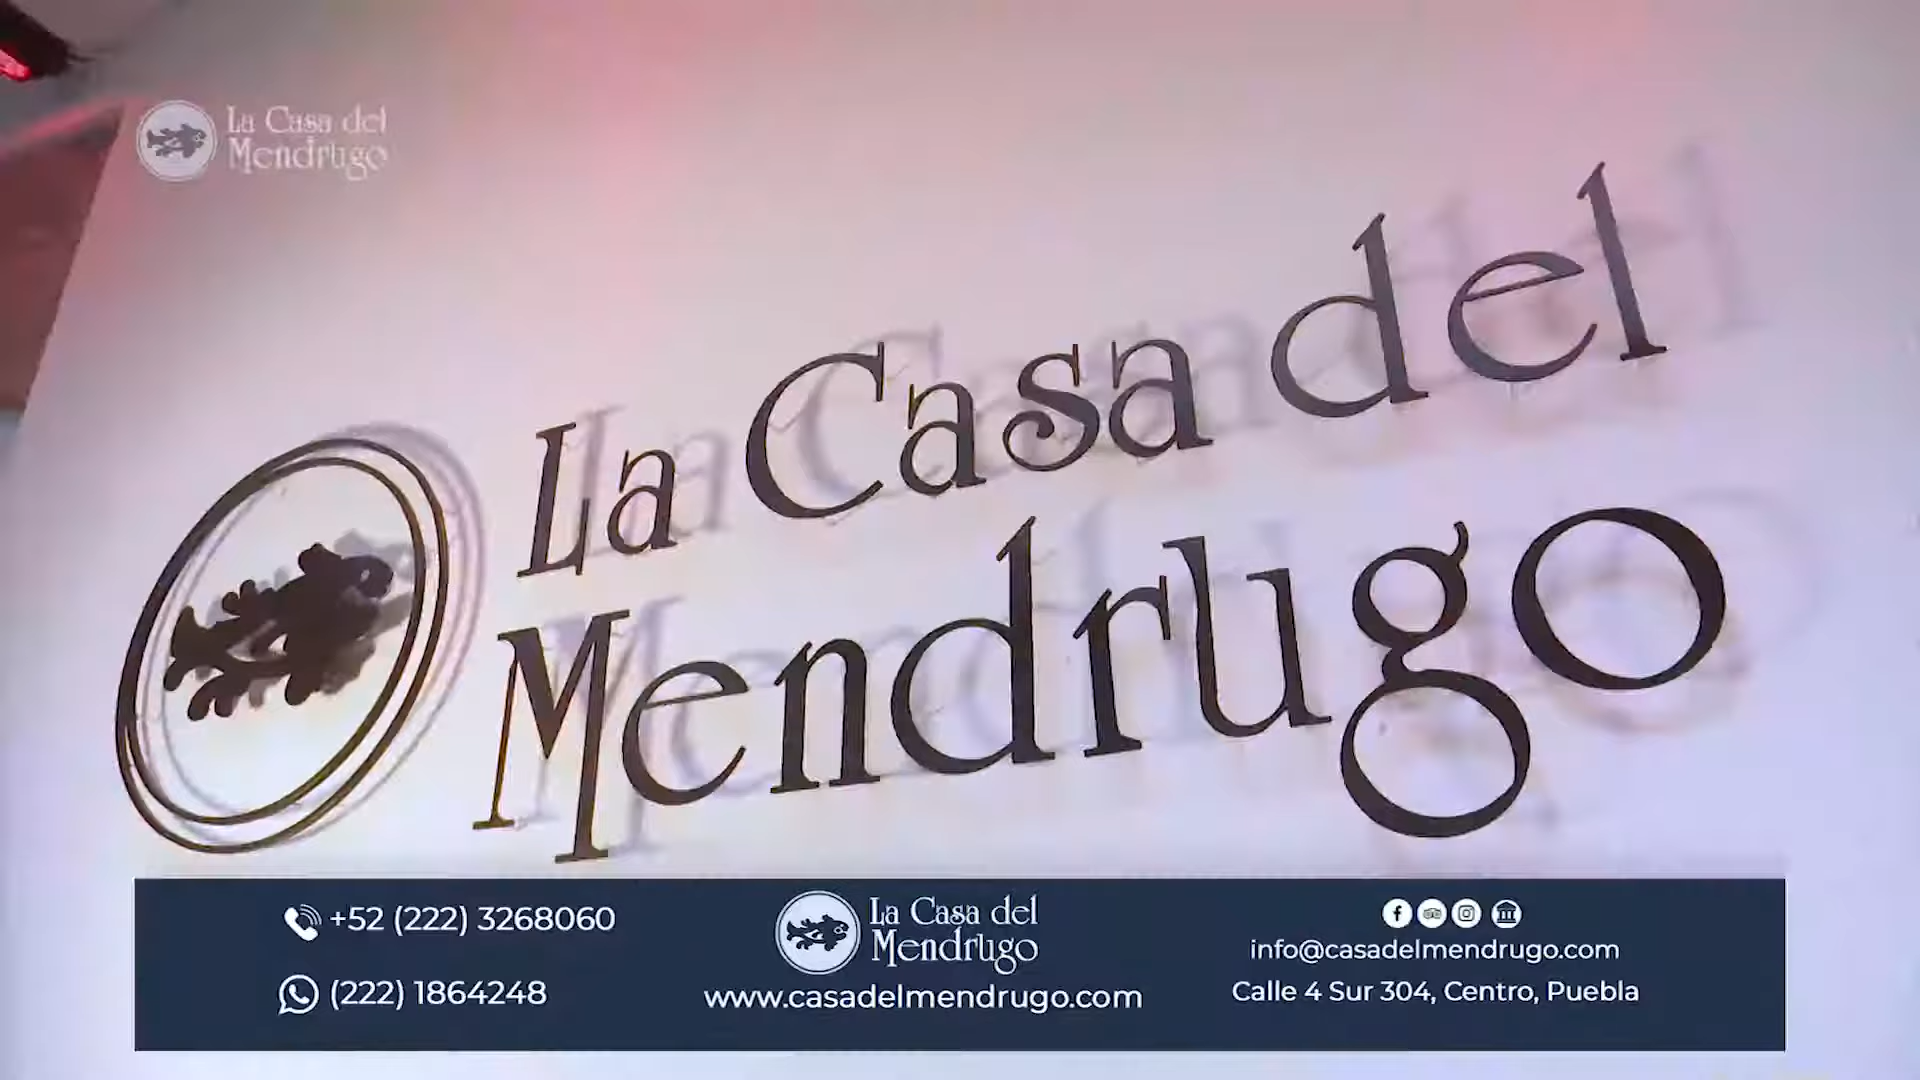 La Casa del
Mendrugo
La Casa del
Mendrugo
+52 (222) 3268060
(222) 1864248
La Casa del
Mendrugo
www.casadelmendrugo.com
info@casadelmendrugo.com
Calle 4 Sur 304, Centro, Puebla